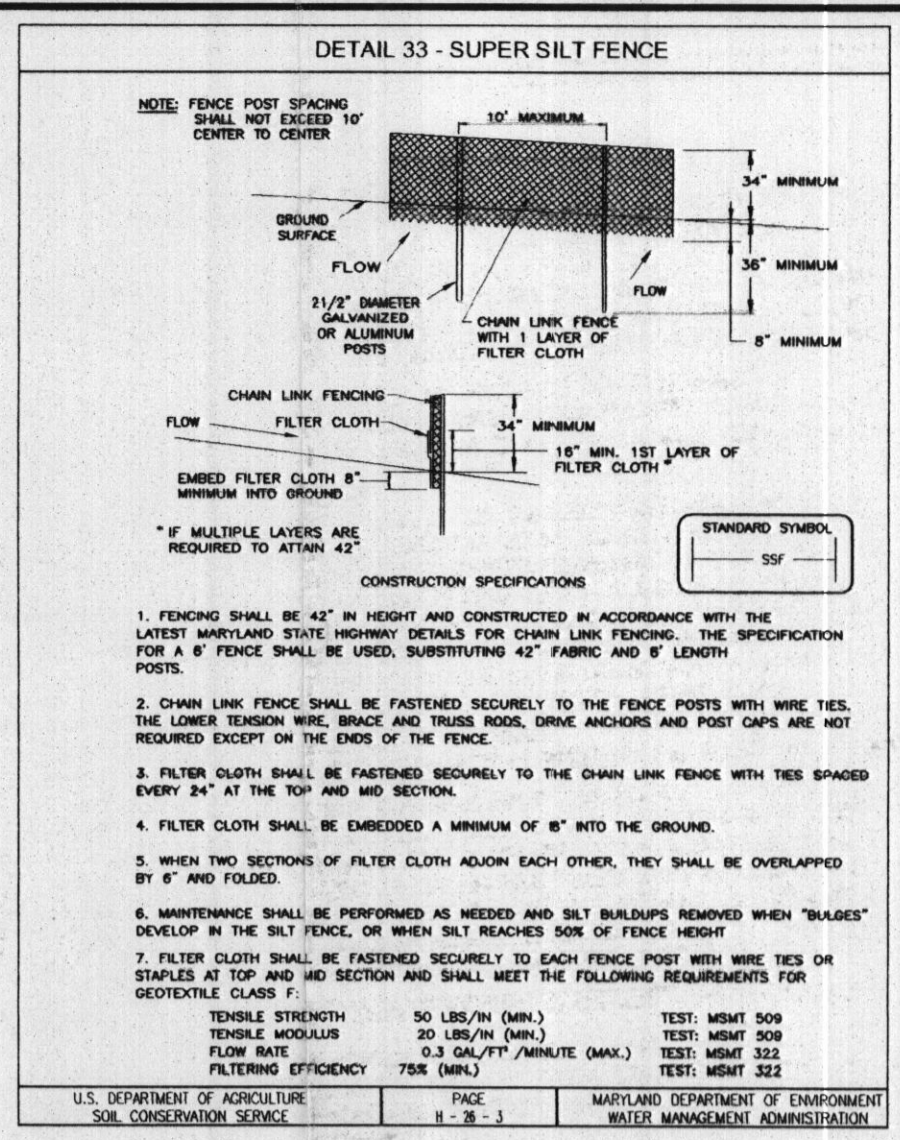 DETAIL 33 - SUPER SILT FENCE
NOTE: FENCE POST SPACING
SHALL NOT EXCEED 10'
CENTER TO CENTER
10' MAXIMUM
34" MINIMUM
GROUND
SURFACE
FLOW
FLOW
36" MINIMUM
21/2" DIAMETER
GALVANIZED
OR ALUMINUM
POSTS
CHAIN LINK FENCE
WITH 1 LAYER OF
FILTER CLOTH
8" MINIMUM
CHAIN LINK FENCING
FLOW
FILTER CLOTH
34" MINIMUM
16" MIN. 1ST LAYER OF
FILTER CLOTH *
EMBED FILTER CLOTH 8"
MINIMUM INTO GROUND
* IF MULTIPLE LAYERS ARE
REQUIRED TO ATTAIN 42"
STANDARD SYMBOL
SSF
CONSTRUCTION SPECIFICATIONS
1. FENCING SHALL BE 42" IN HEIGHT AND CONSTRUCTED IN ACCORDANCE WITH THE
LATEST MARYLAND STATE HIGHWAY DETAILS FOR CHAIN LINK FENCING. THE SPECIFICATION
FOR A 6' FENCE SHALL BE USED, SUBSTITUTING 42" FABRIC AND 6' LENGTH
POSTS.
2. CHAIN LINK FENCE SHALL BE FASTENED SECURELY TO THE FENCE POSTS WITH WIRE TIES.
THE LOWER TENSION WIRE, BRACE AND TRUSS RODS, DRIVE ANCHORS AND POST CAPS ARE NOT
REQUIRED EXCEPT ON THE ENDS OF THE FENCE.
3. FILTER CLOTH SHALL BE FASTENED SECURELY TO THE CHAIN LINK FENCE WITH TIES SPACED
EVERY 24" AT THE TOP AND MID SECTION.
4. FILTER CLOTH SHALL BE EMBEDDED A MINIMUM OF 8" INTO THE GROUND.
5. WHEN TWO SECTIONS OF FILTER CLOTH ADJOIN EACH OTHER, THEY SHALL BE OVERLAPPED
BY 6" AND FOLDED.
6. MAINTENANCE SHALL BE PERFORMED AS NEEDED AND SILT BUILDUPS REMOVED WHEN "BULGES"
DEVELOP IN THE SILT FENCE, OR WHEN SILT REACHES 50% OF FENCE HEIGHT
7. FILTER CLOTH SHALL BE FASTENED SECURELY TO EACH FENCE POST WITH WIRE TIES OR
STAPLES AT TOP AND MID SECTION AND SHALL MEET THE FOLLOWING REQUIREMENTS FOR
GEOTEXTILE CLASS F:
TENSILE STRENGTH 50 LBS/IN (MIN.) TEST: MSMT 509
TENSILE MODULUS 20 LBS/IN (MIN.) TEST: MSMT 509
FLOW RATE 0.3 GAL/FT² /MINUTE (MAX.) TEST: MSMT 322
FILTERING EFFICIENCY 75% (MIN.) TEST: MSMT 322
U.S. DEPARTMENT OF AGRICULTURE
SOIL CONSERVATION SERVICE
PAGE
H - 26 - 3
MARYLAND DEPARTMENT OF ENVIRONMENT
WATER MANAGEMENT ADMINISTRATION